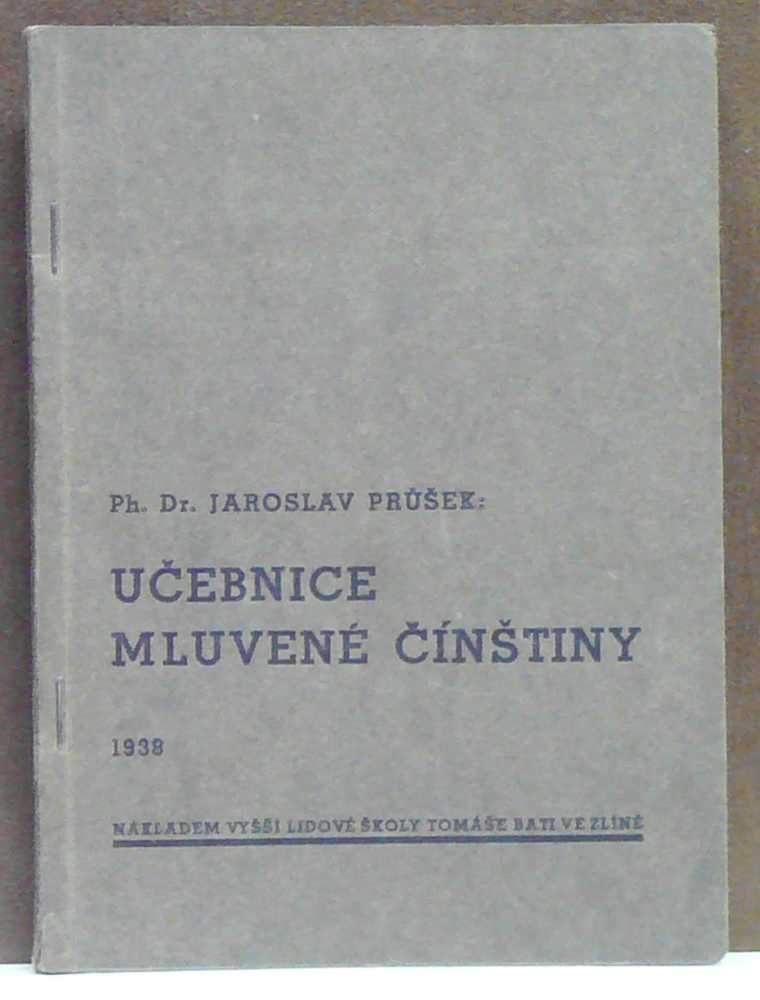 Ph. Dr. JAROSLAV PRŮŠEK:
UČEBNICE
MLUVENÉ ČÍNŠTINY
1938
NÁKLADEM VYŠŠÍ LIDOVÉ ŠKOLY TOMÁŠE BATI VE ZLÍNĚ